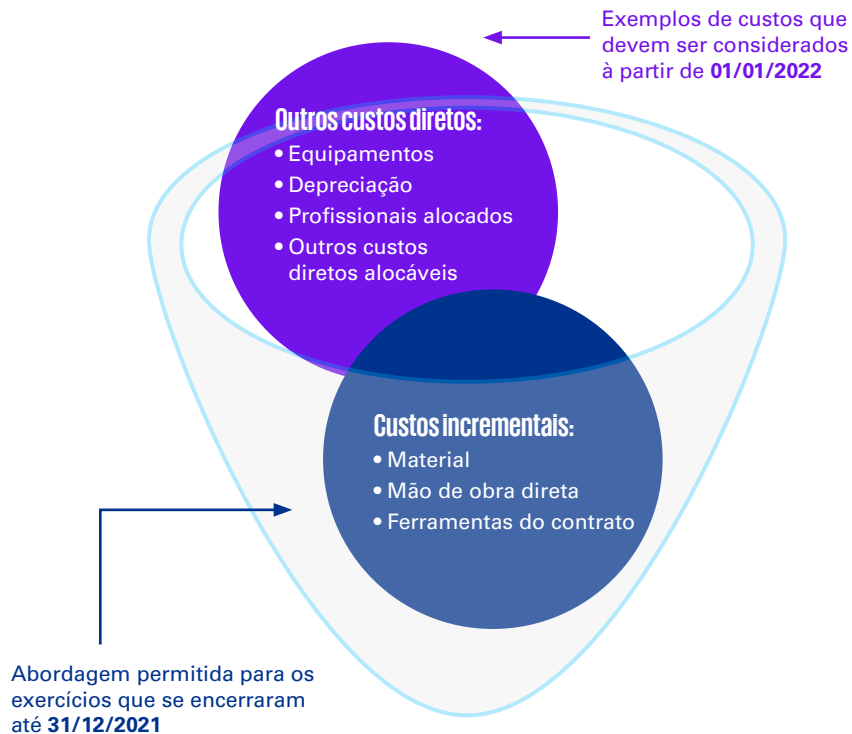 Exemplos de custos que
devem ser considerados
à partir de 01/01/2022
Outros custos diretos:
• Equipamentos
• Depreciação
• Profissionais alocados
• Outros custos
diretos alocáveis
Custos incrementais:
• Material
• Mão de obra direta
• Ferramentas do contrato
Abordagem permitida para os
exercícios que se encerraram
até 31/12/2021